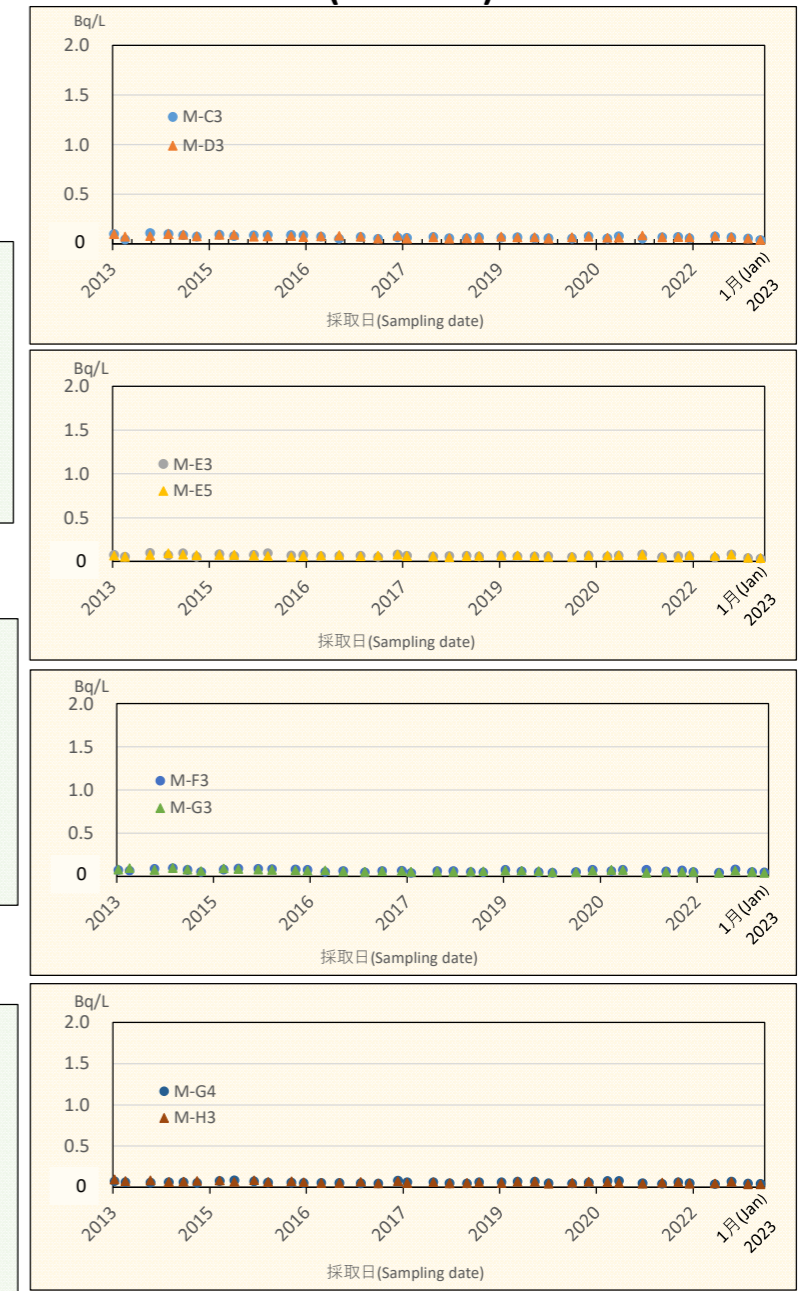 Bq/L
2.0
1.5
1.0
0.5
0
M-C3
M-D3
2013
2015
2016
2017
2019
2020
2022
1月(Jan)
2023
採取日(Sampling date)
Bq/L
2.0
1.5
1.0
0.5
0
M-E3
M-E5
2013
2015
2016
2017
2019
2020
2022
1月(Jan)
2023
採取日(Sampling date)
Bq/L
2.0
1.5
1.0
0.5
0
M-F3
M-G3
2013
2015
2016
2017
2019
2020
2022
1月(Jan)
2023
採取日(Sampling date)
Bq/L
2.0
1.5
1.0
0.5
0
M-G4
M-H3
2013
2015
2016
2017
2019
2020
2022
1月(Jan)
2023
採取日(Sampling date)